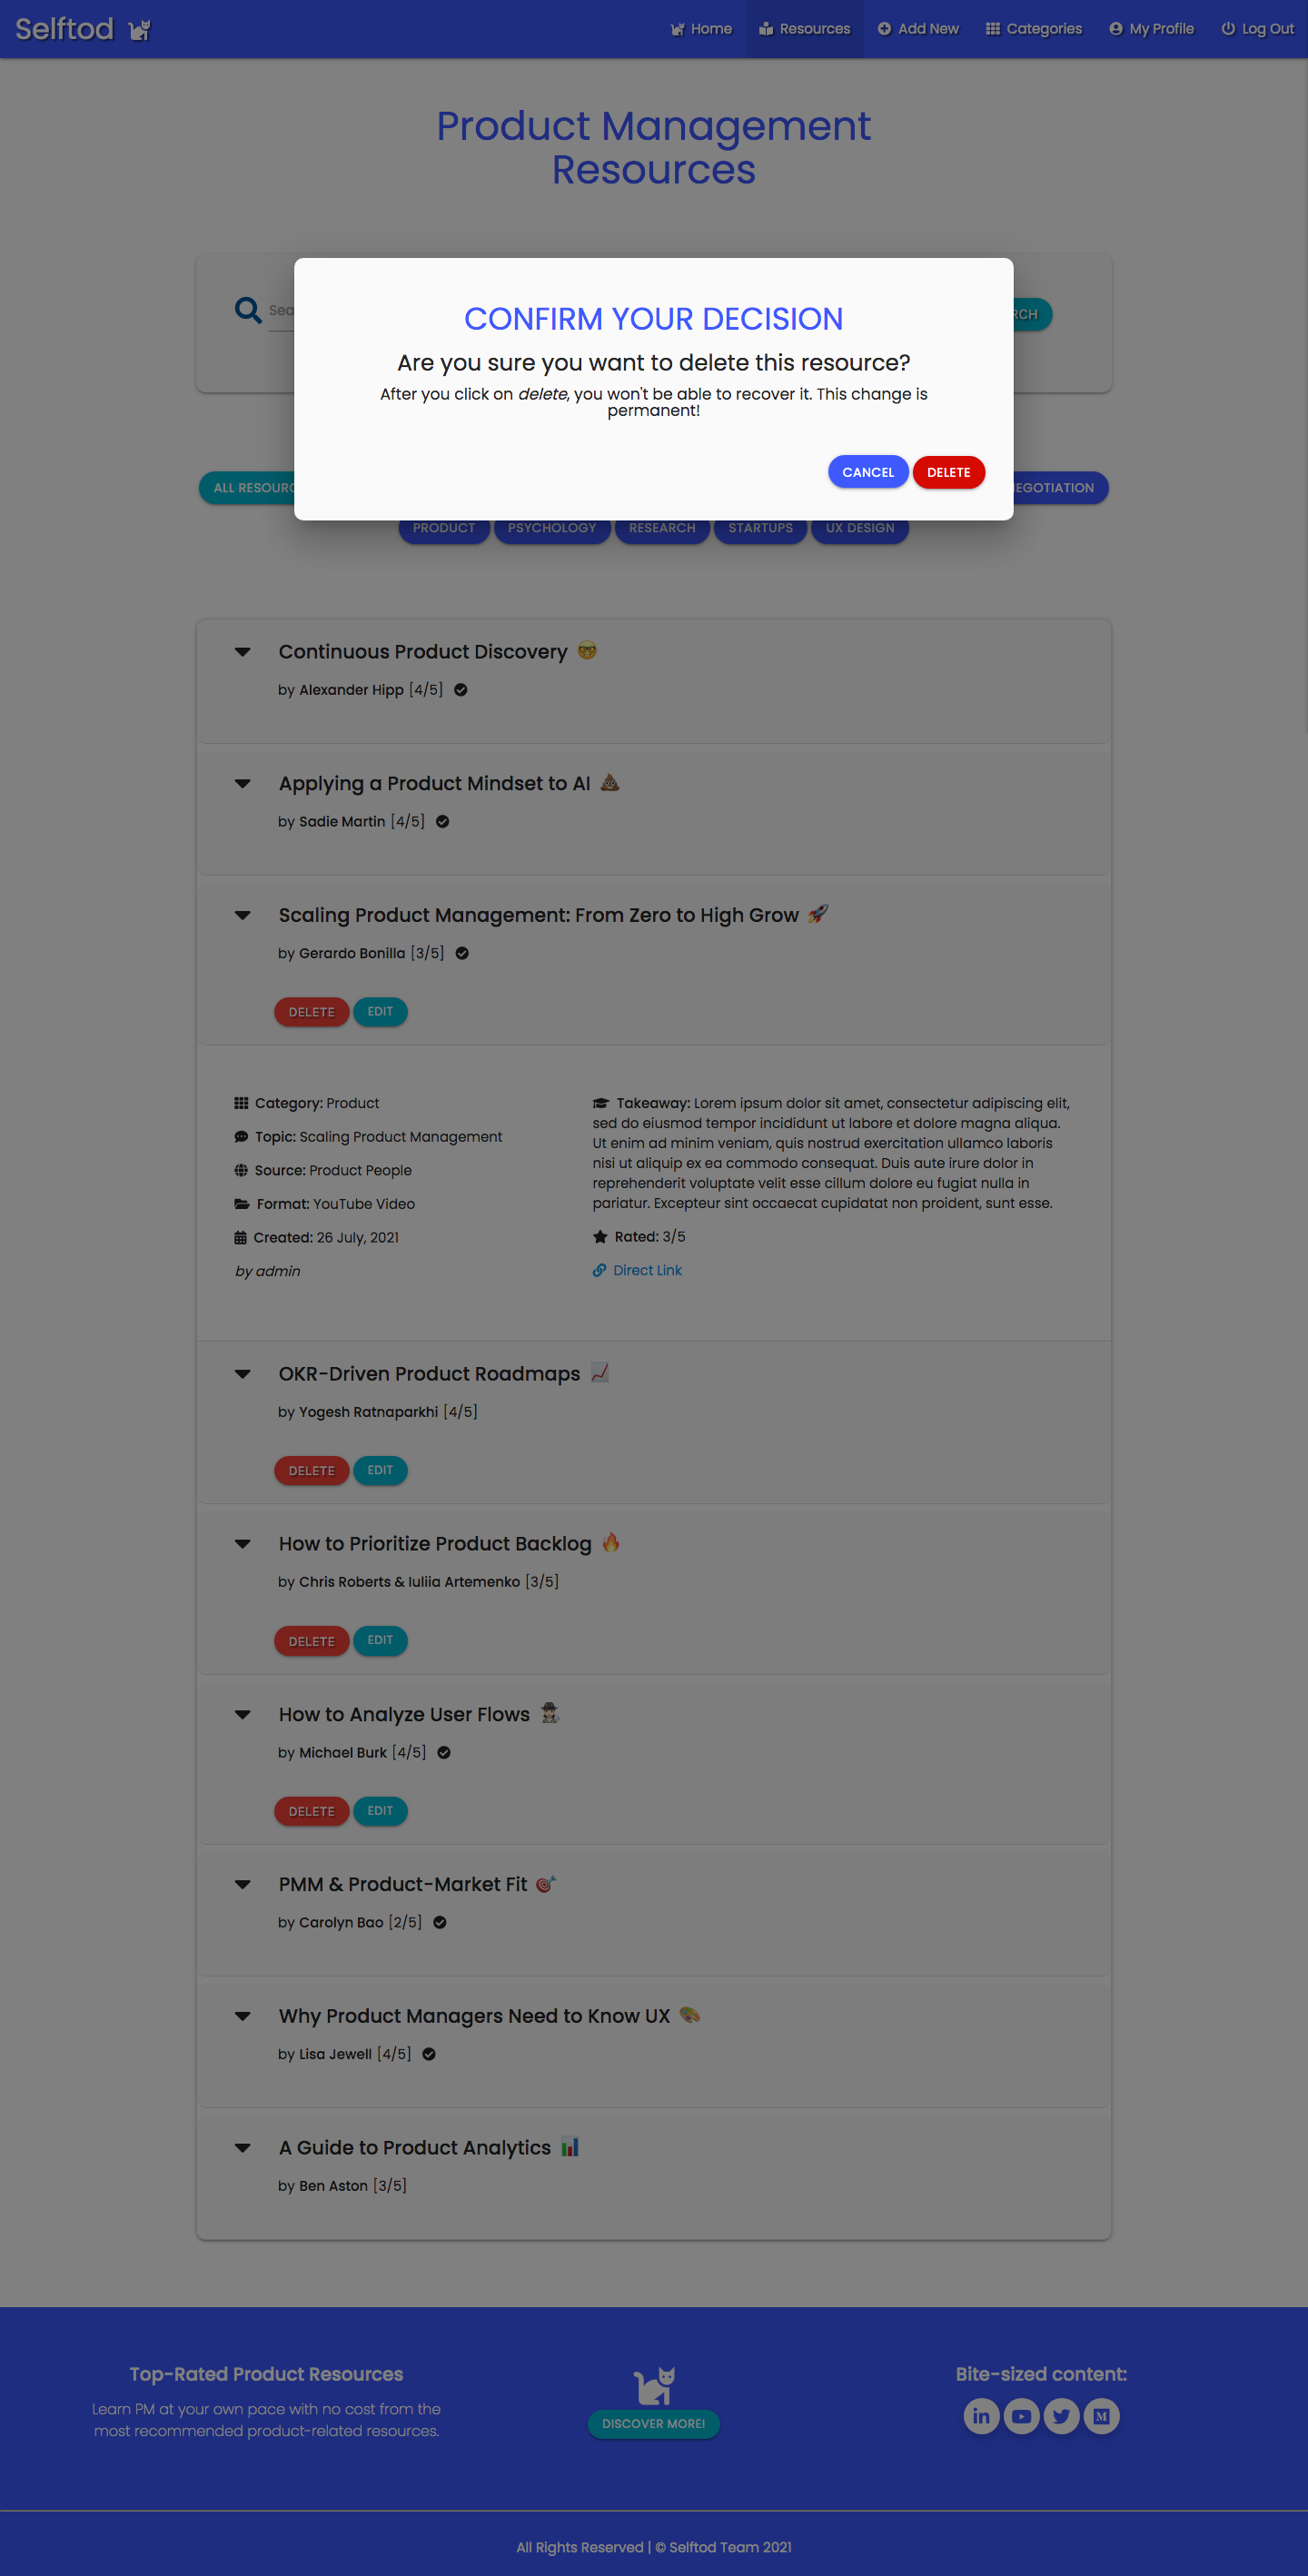 Selftod
Home
Resources
Add New
Categories
My Profile
Log Out
Product Management
Resources
CONFIRM YOUR DECISION
Are you sure you want to delete this resource?
After you click on delete, you won't be able to recover it. This change is
permanent!
CANCEL
DELETE
ALL
PRODUCT
PSYCHOLOGY
RESEARCH
STARTUPS
UX DESIGN
Continuous Product Discovery 🤓
by Alexander Hipp [4/5]
Applying a Product Mindset to AI 💩
by Sadie Martin [4/5]
Scaling Product Management: From Zero to High Grow 🚀
by Gerardo Bonilla [3/5]
DELETE
EDIT
Category: Product
Topic: Scaling Product Management
Source: Product People
Format: YouTube Video
Created: 26 July, 2021
by admin
Takeaway: Lorem ipsum dolor sit amet, consectetur adipiscing elit,
sed do eiusmod tempor incididunt ut labore et dolore magna aliqua.
Ut enim ad minim veniam, quis nostrud exercitation ullamco laboris
nisi ut aliquip ex ea commodo consequat. Duis aute irure dolor in
reprehenderit voluptate velit esse cillum dolore eu fugiat nulla in
pariatur. Excepteur sint occaecat cupidatat non proident, sunt esse.
Rated: 3/5
Direct Link
OKR-Driven Product Roadmaps 📈
by Yogesh Ratnaparkhi [4/5]
DELETE
EDIT
How to Prioritize Product Backlog 🔥
by Chris Roberts & Iuliia Artemenko [3/5]
DELETE
EDIT
How to Analyze User Flows 🕵
by Michael Burk [4/5]
DELETE
EDIT
PMM & Product-Market Fit 🎯
by Carolyn Bao [2/5]
Why Product Managers Need to Know UX 🎨
by Lisa Jewell [4/5]
A Guide to Product Analytics 📊
by Ben Aston [3/5]
Top-Rated Product Resources
Learn PM at your own pace with no cost from the
most recommended product-related resources.
DISCOVER MORE!
Bite-sized content:
All Rights Reserved | © Selftod Team 2021